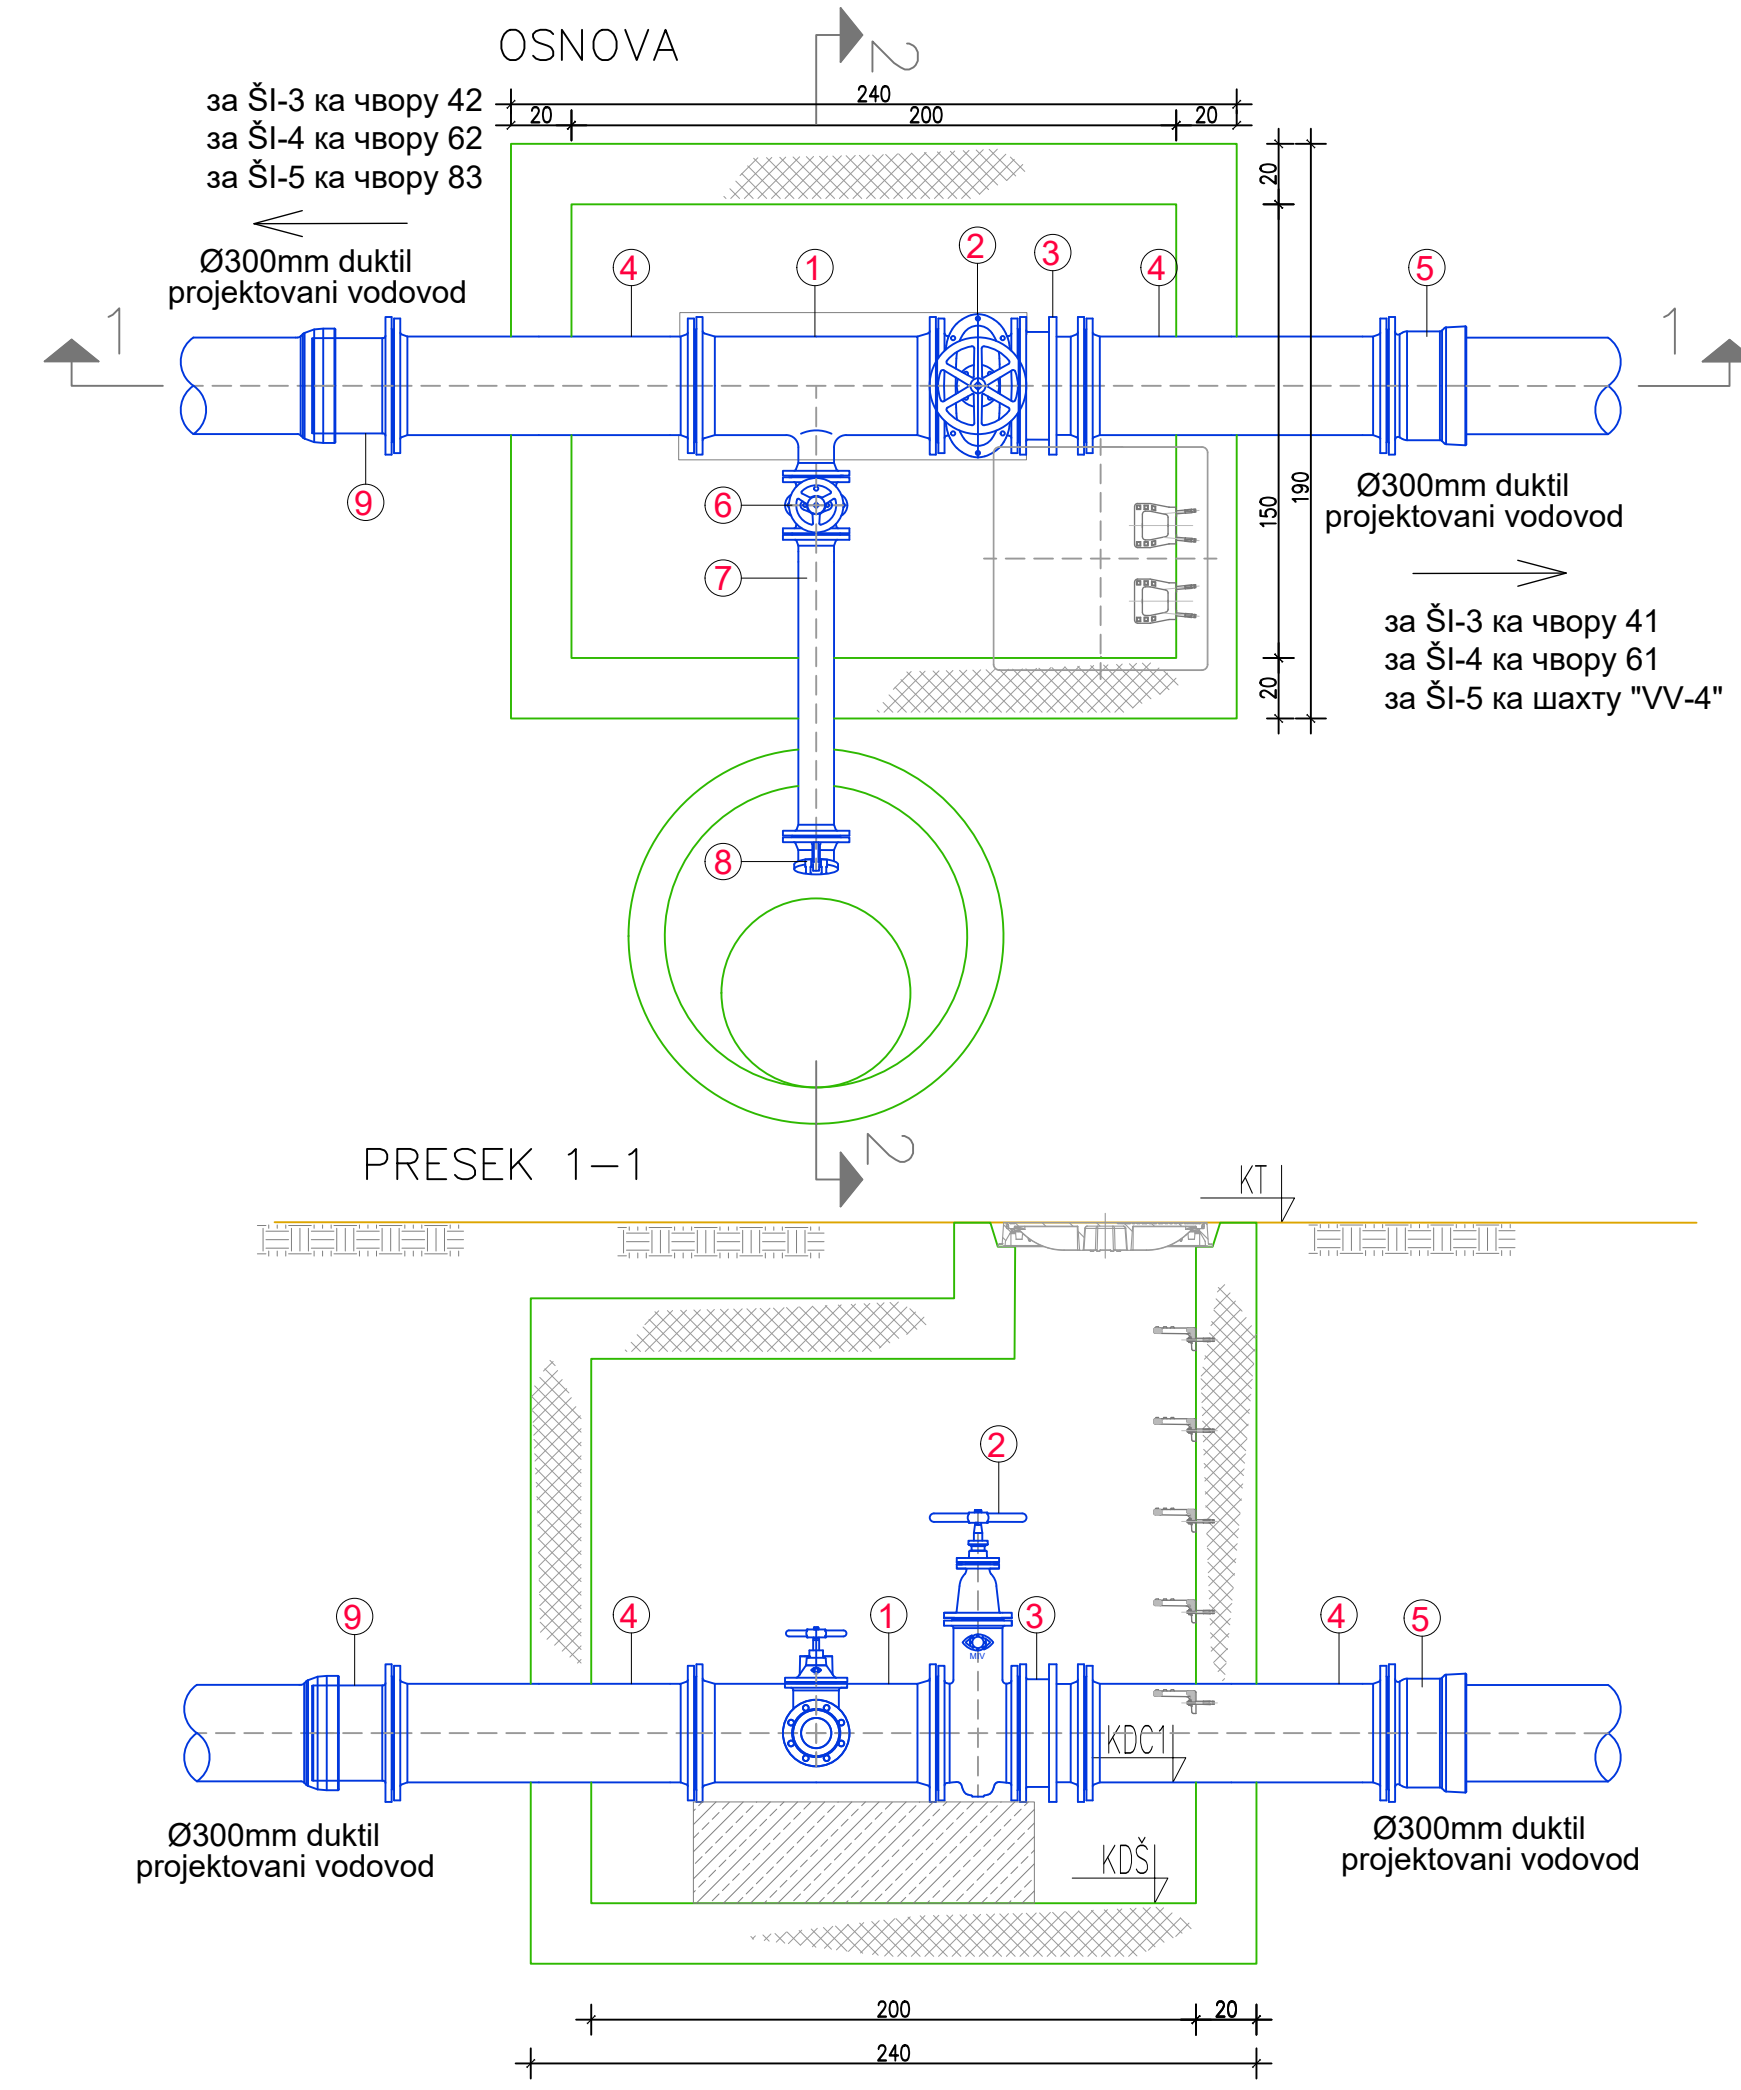 OSNOVA
2
за ŠI-3 ка чвору 42
за ŠI-4 ка чвору 62
за ŠI-5 ка чвору 83
240
20
200
20
Ø300mm duktil
projektovani vodovod
4
1
2
3
4
5
1
1
20
150
190
20
9
6
7
8
Ø300mm duktil
projektovani vodovod
за ŠI-3 ка чвору 41
за ŠI-4 ка чвору 61
за ŠI-5 ка шахту "VV-4"
2
PRESEK 1-1
KT
2
9
4
1
3
4
5
MIV
KDC1
KDŠ
Ø300mm duktil
projektovani vodovod
Ø300mm duktil
projektovani vodovod
200
20
240